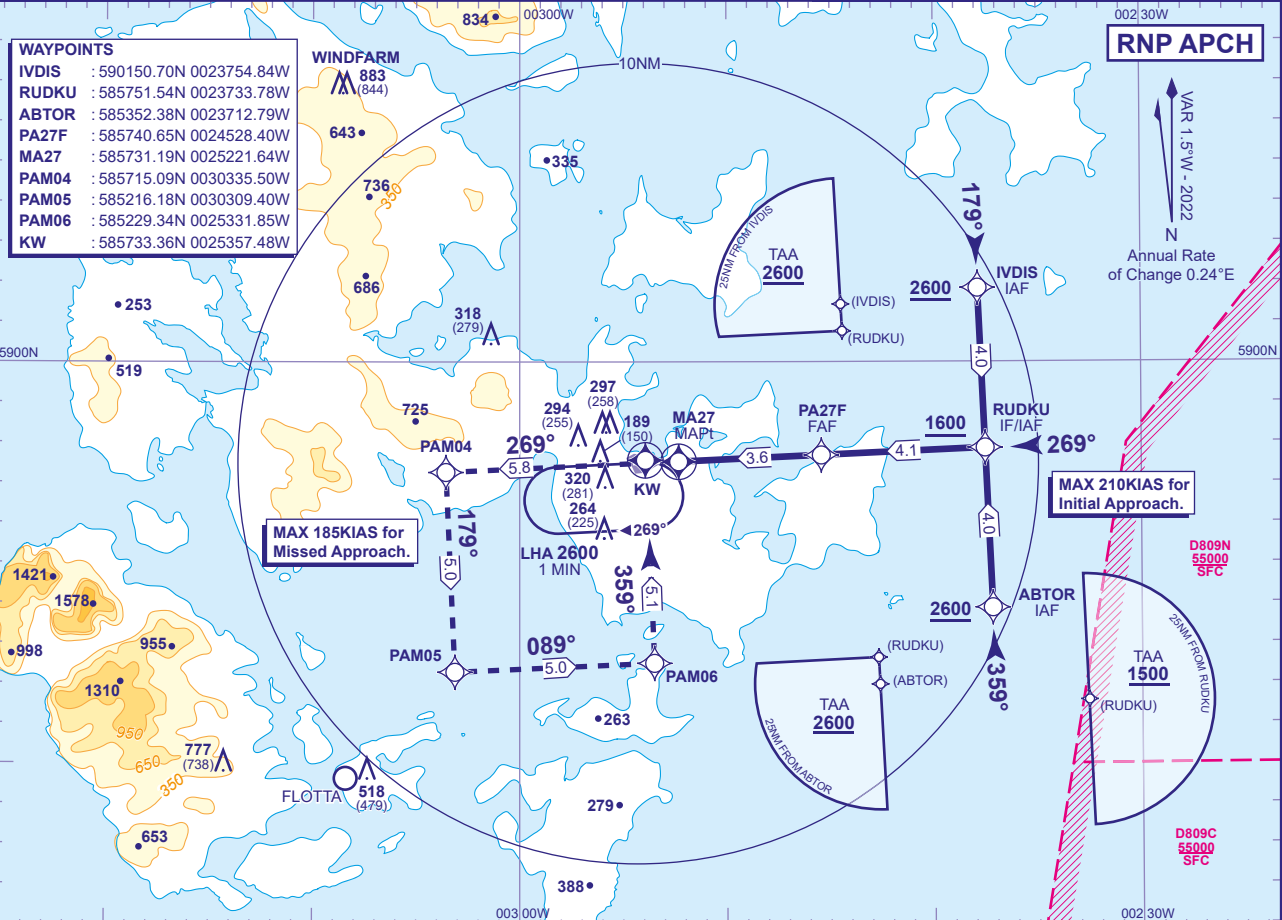 834
00300W
00230W
WAYPOINTS
IVDIS : 590150.70N 0023754.84W
RUDKU : 585751.54N 0023733.78W
ABTOR : 585352.38N 0023712.79W
PA27F : 585740.65N 0024528.40W
MA27 : 585731.19N 0025221.64W
PAM04 : 585715.09N 0030335.50W
PAM05 : 585216.18N 0030309.40W
PAM06 : 585229.34N 0025331.85W
KW : 585733.36N 0025357.48W
RNP APCH
WINDFARM
883
(844)
10NM
643
335
736
350
VAR 1.5°W - 2022
N
Annual Rate
of Change 0.24°E
25NM FROM IVDIS
TAA
2600
(IVDIS)
(RUDKU)
179°
2600
IVDIS
IAF
686
253
318
(279)
5900N
5900N
519
4.0
297
(258)
294
(255)
189
(150)
725
MA27
MAPt
PA27F
FAF
1600
RUDKU
IF/IAF
269°
PAM04
269°
5.8
3.6
4.1
320
(281)
KW
264
(225)
269°
LHA 2600
1 MIN
MAX 210KIAS for
Initial Approach.
MAX 185KIAS for
Missed Approach.
179°
5.0
359°
5.1
4.0
D809N
55000
SFC
1421
1578
998
955
1310
950
650
350
2600
ABTOR
IAF
359°
PAM05
089°
5.0
PAM06
(RUDKU)
(ABTOR)
TAA
2600
25NM FROM ABTOR
25NM FROM RUDKU
TAA
1500
(RUDKU)
263
777
(738)
FLOTTA
518
(479)
279
653
D809C
55000
SFC
388
00300W
00230W